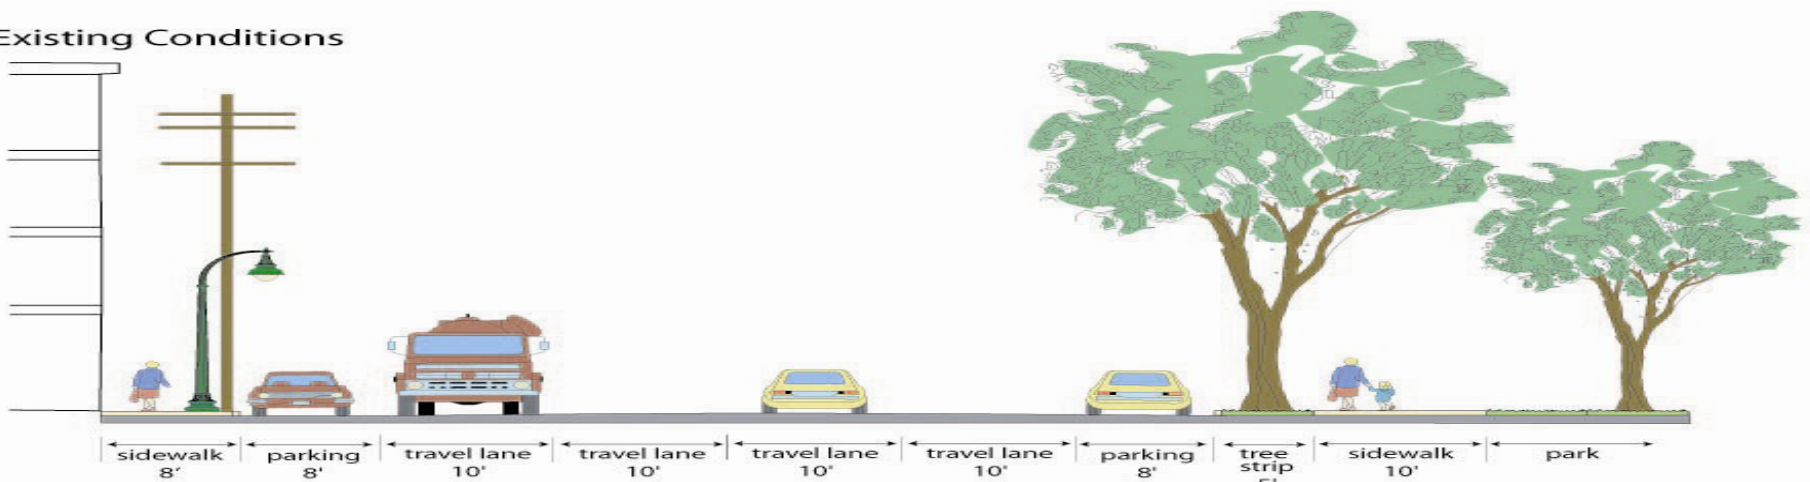 Existing Conditions
sidewalk parking travel lane travel lane travel lane travel lane parking tree sidewalk park
8' 8' 10' 10' 10' 10' 8' strip 10'
5'